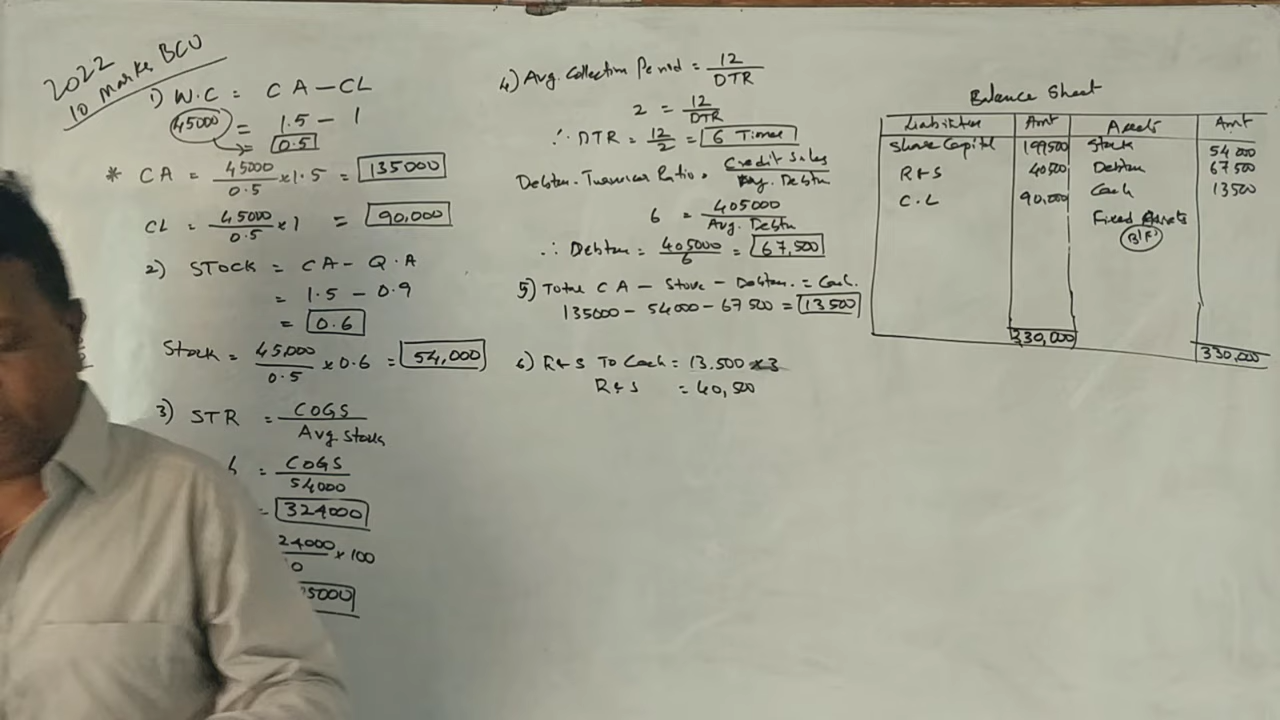 2022
10 Marks BCU
1) W.C = CA - CL
45000 = 1.5 - 1
= 0.5
* CA = 45000/0.5 × 1.5 = 135000
CL = 45000/0.5 × 1 = 90,000
2) STOCK = CA - Q.A
= 1.5 - 0.9
= 0.6
Stock = 45,000/0.5 × 0.6 = 54,000
3) STR = COGS/Avg Stock
= COGS/54000
= 324000
24000/0 × 100
5000
4) Avg. Collection Period = 12/DTR
2 = 12/DTR
∴ DTR = 12/2 = 6 Times
Debtors Turnover Ratio = Credit Sales/Avg. Debtors
6 = 405000/Avg. Debtors
∴ Debtors = 405000/6 = 67,500
5) Total CA - Stock - Debtors = Cash.
135000 - 54000 - 67500 = 13500
6) R&S To Cash = 13.500 × 3
R&S = 40,500
Balance Sheet
Liabilities Amt Assets Amt
Share Capital 199500 Stock 54000
R&S 40500 Debtors 67500
C.L 90,000 Cash 13500
Fixed Assets
(B/F)
330,000 330,000